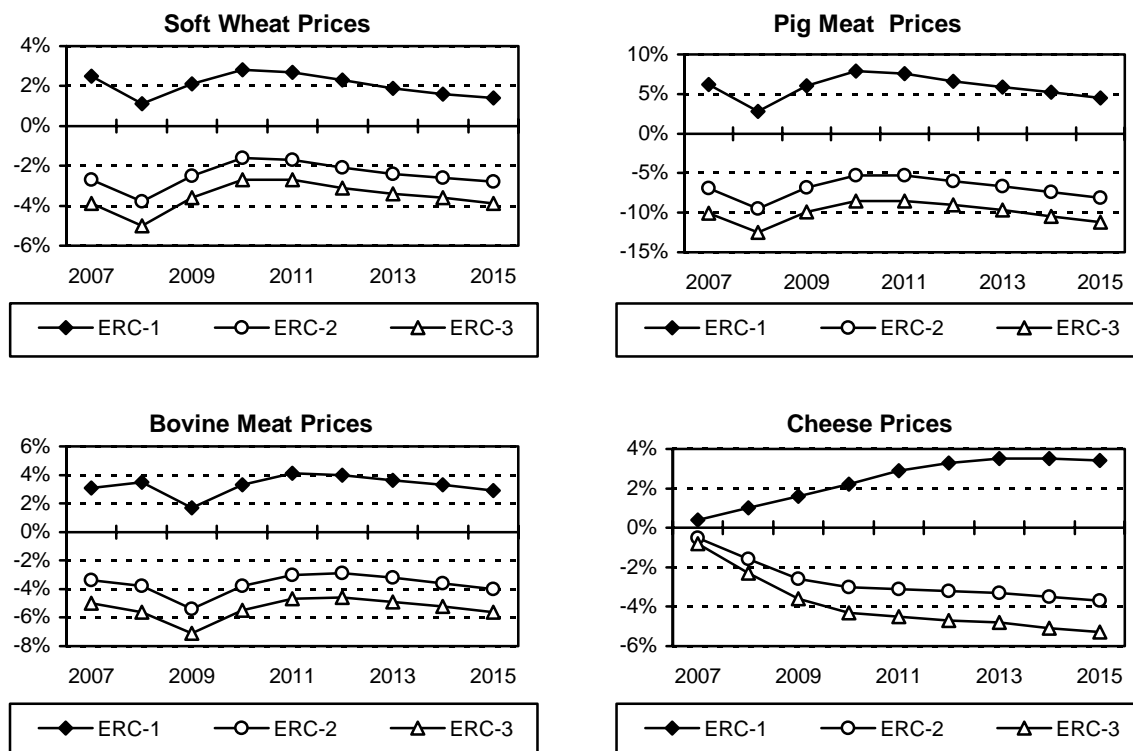 Soft Wheat Prices
4%
2%
0%
-2%
-4%
-6%
2007 2009 2011 2013 2015
ERC-1 ERC-2 ERC-3
Pig Meat Prices
10%
5%
0%
-5%
-10%
-15%
2007 2009 2011 2013 2015
ERC-1 ERC-2 ERC-3
Bovine Meat Prices
6%
4%
2%
0%
-2%
-4%
-6%
-8%
2007 2009 2011 2013 2015
ERC-1 ERC-2 ERC-3
Cheese Prices
4%
2%
0%
-2%
-4%
-6%
2007 2009 2011 2013 2015
ERC-1 ERC-2 ERC-3